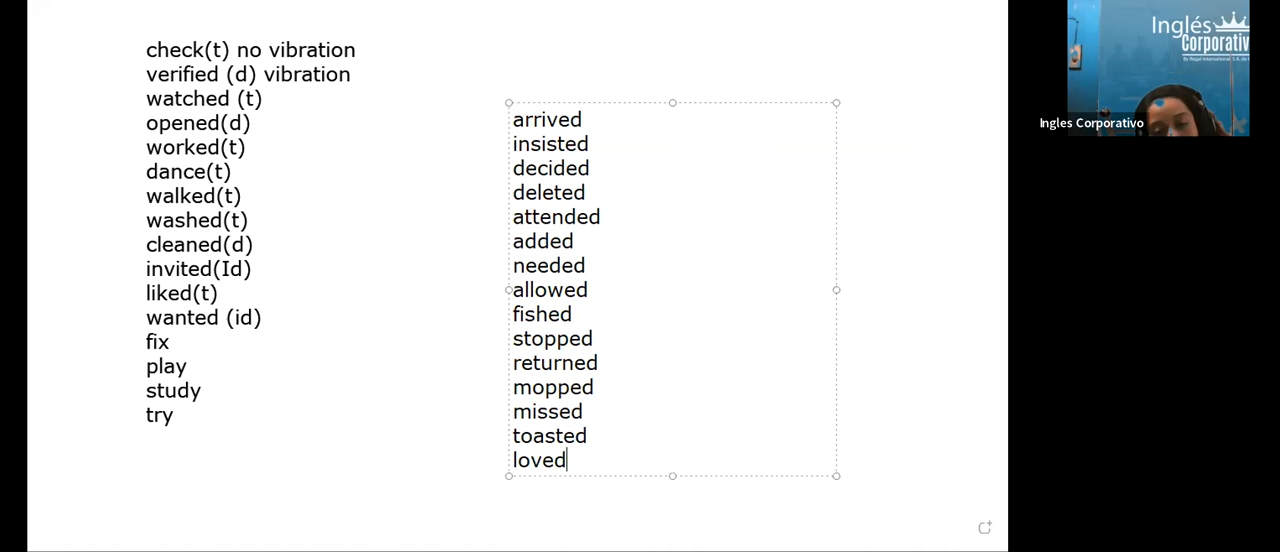 check(t) no vibration
verified (d) vibration
watched (t)
opened(d)
worked(t)
dance(t)
walked(t)
washed(t)
cleaned(d)
invited(Id)
liked(t)
wanted (id)
fix
play
study
try
arrived
insisted
decided
deleted
attended
added
needed
allowed
fished
stopped
returned
mopped
missed
toasted
loved
Inglés
Corporativ
Ingles Corporativo